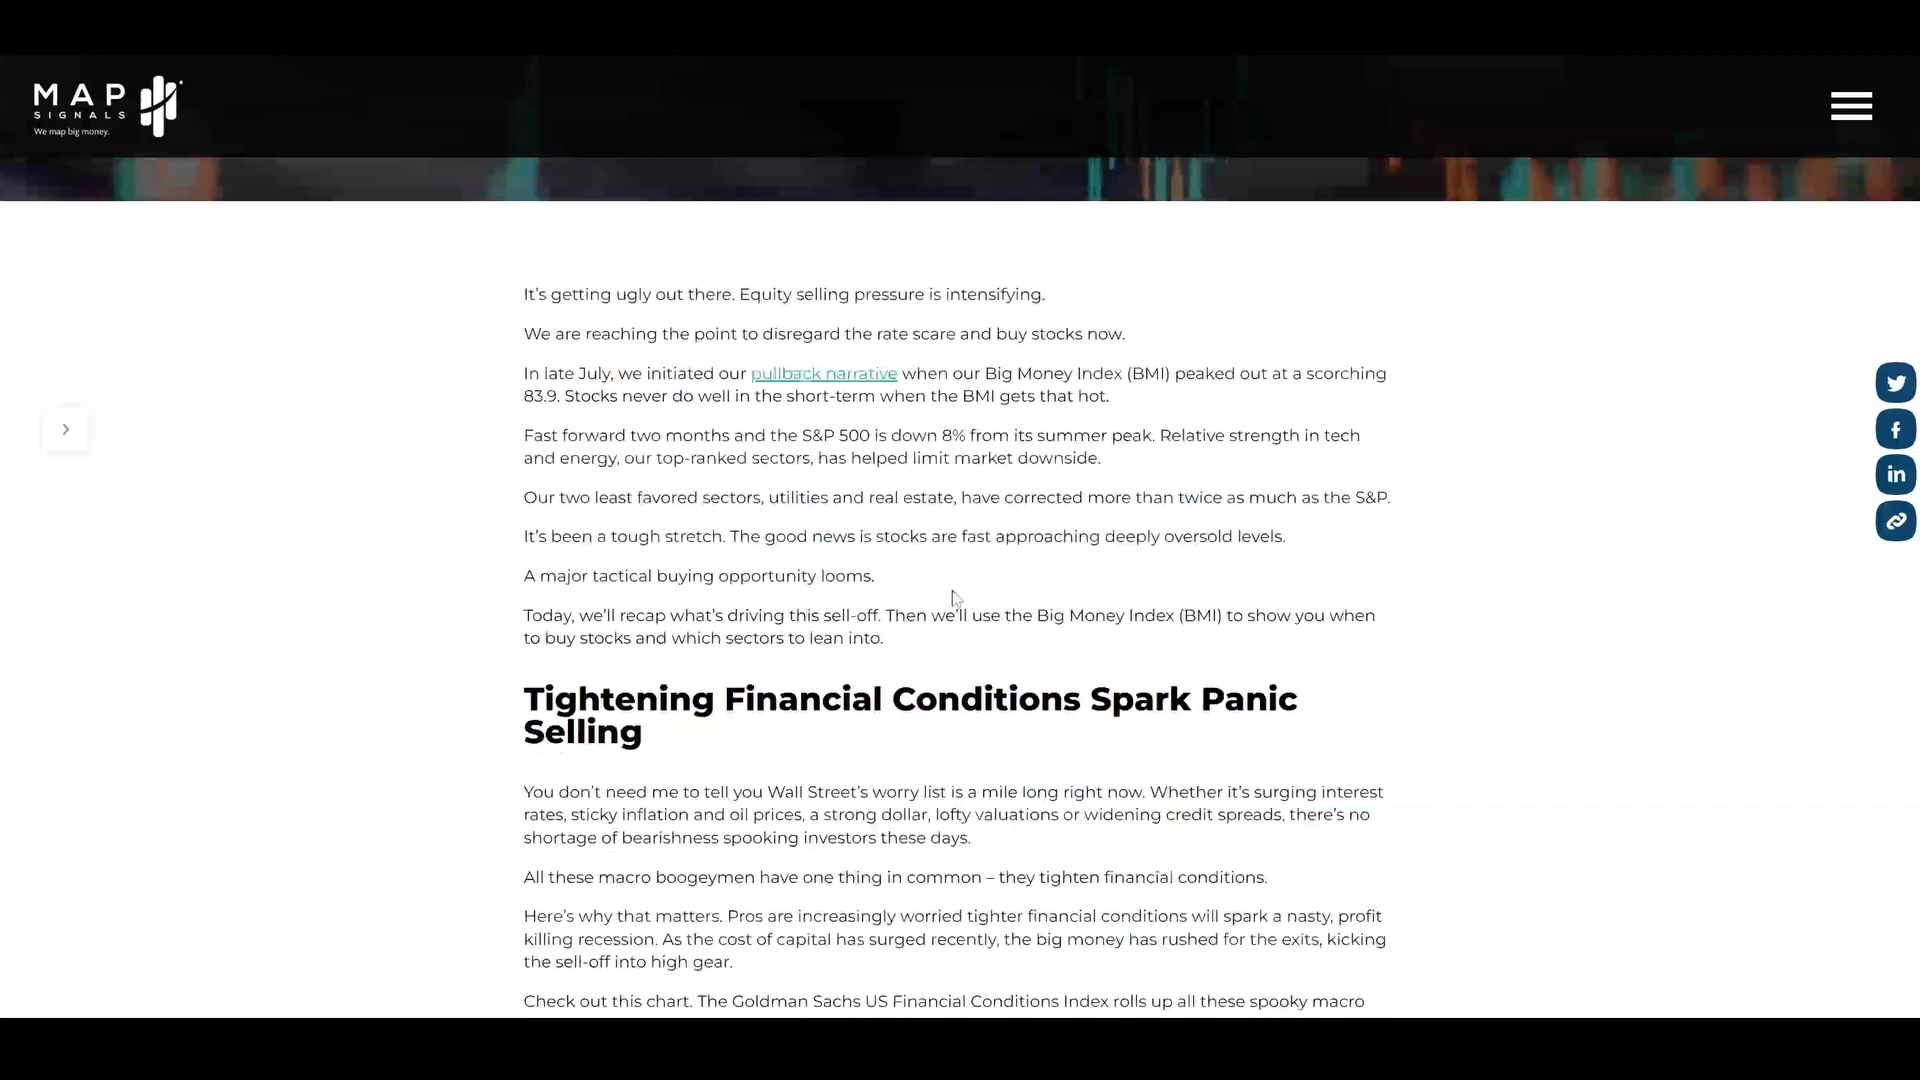 MAP
SIGNALS
We map big money.
It's getting ugly out there. Equity selling pressure is intensifying.
We are reaching the point to disregard the rate scare and buy stocks now.
In late July, we initiated our pullback narrative when our Big Money Index (BMI) peaked out at a scorching
83.9. Stocks never do well in the short-term when the BMI gets that hot.
Fast forward two months and the S&P 500 is down 8% from its summer peak. Relative strength in tech
and energy, our top-ranked sectors, has helped limit market downside.
Our two least favored sectors, utilities and real estate, have corrected more than twice as much as the S&P.
It's been a tough stretch. The good news is stocks are fast approaching deeply oversold levels.
A major tactical buying opportunity looms.
Today, we'll recap what's driving this sell-off. Then we'll use the Big Money Index (BMI) to show you when
to buy stocks and which sectors to lean into.
Tightening Financial Conditions Spark Panic
Selling
You don't need me to tell you Wall Street's worry list is a mile long right now. Whether it's surging interest
rates, sticky inflation and oil prices, a strong dollar, lofty valuations or widening credit spreads, there's no
shortage of bearishness spooking investors these days.
All these macro boogeymen have one thing in common – they tighten financial conditions.
Here's why that matters. Pros are increasingly worried tighter financial conditions will spark a nasty, profit
killing recession. As the cost of capital has surged recently, the big money has rushed for the exits, kicking
the sell-off into high gear.
Check out this chart. The Goldman Sachs US Financial Conditions Index rolls up all these spooky macro